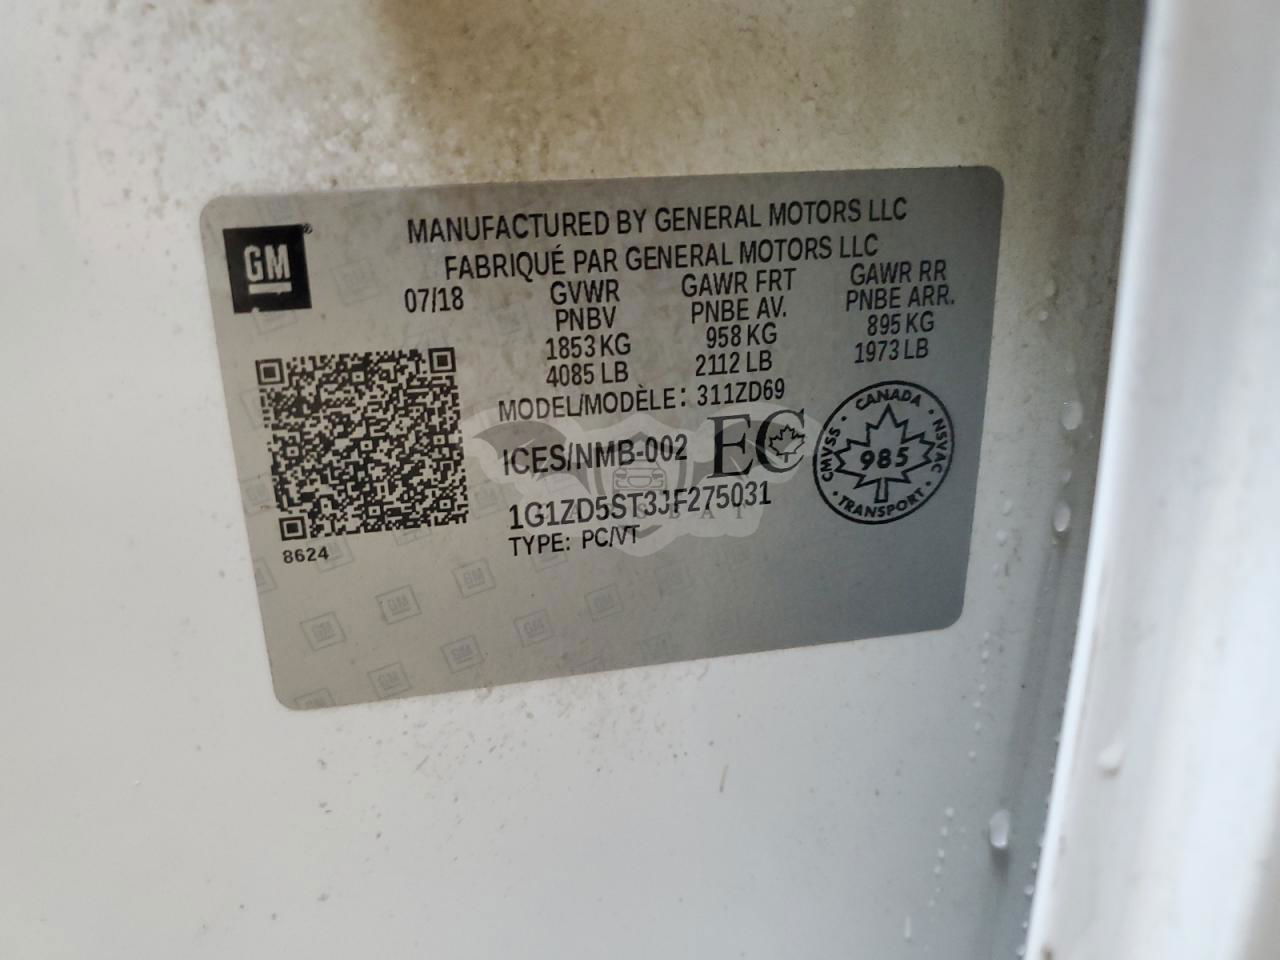 GM
MANUFACTURED BY GENERAL MOTORS LLC
FABRIQUÉ PAR GENERAL MOTORS LLC
07/18 GVWR GAWR FRT GAWR RR
PNBV PNBE AV. PNBE ARR.
1853 KG 958 KG 895 KG
4085 LB 2112 LB 1973 LB
MODEL/MODÈLE: 311ZD69
ICES/NMB-002 EC
1G1ZD5ST3JF275031
TYPE: PC/VT
8624
CANADA
CMVSS 985 NSVAC
TRANSPORT